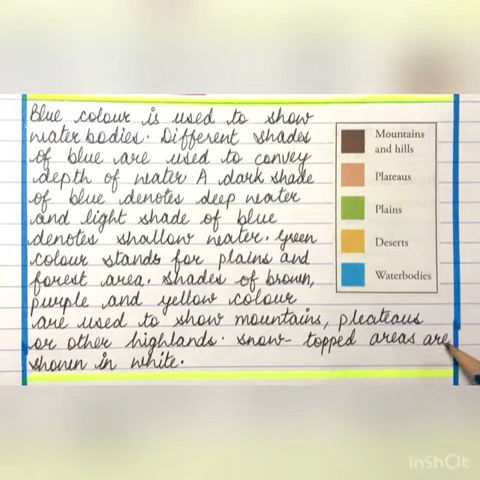 Blue colour is used to show
water bodies. Different shades
of blue are used to convey
depth of water A dark shade
of blue denotes deep water
and light shade of blue
denotes shallow water. Green
colour stands for plains and
forest area. shades of brown,
purple and yellow colour
are used to show mountains, pleateaus
or other highlands. snow- topped areas are
shown in white.
Mountains
and hills
Plateaus
Plains
Deserts
Waterbodies
InShOt